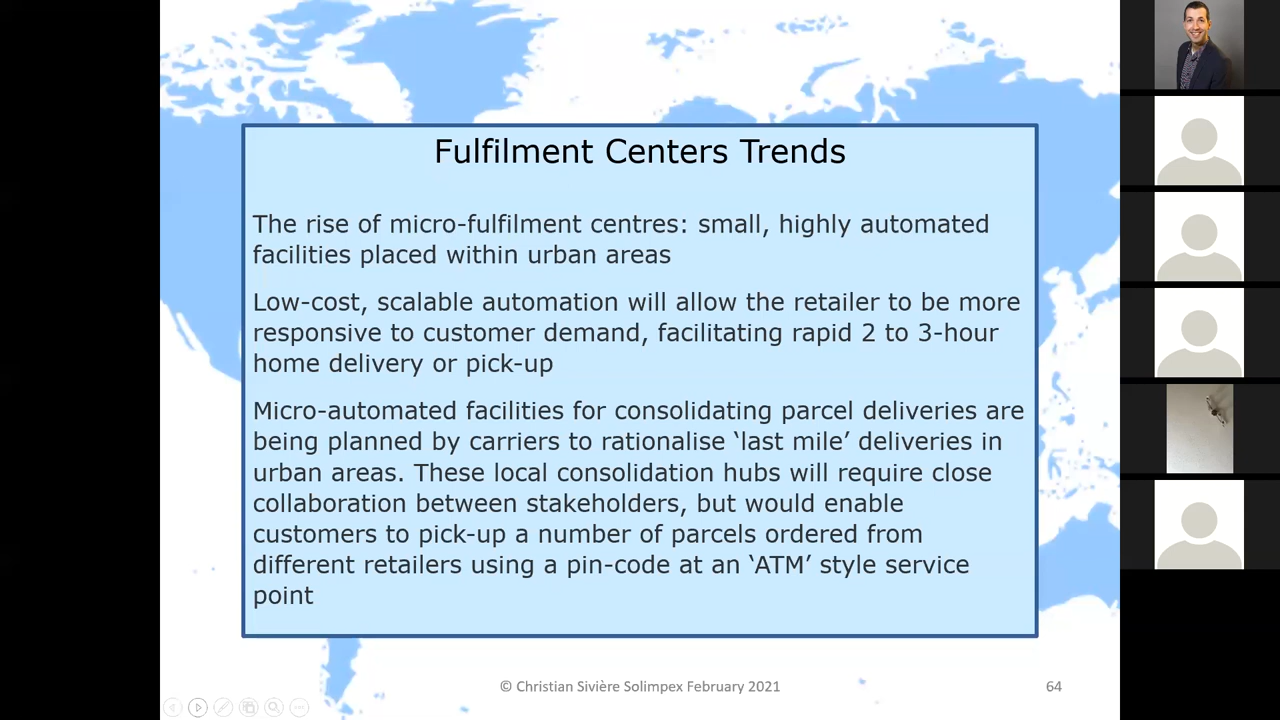 Fulfilment Centers Trends
The rise of micro-fulfilment centres: small, highly automated
facilities placed within urban areas
Low-cost, scalable automation will allow the retailer to be more
responsive to customer demand, facilitating rapid 2 to 3-hour
home delivery or pick-up
Micro-automated facilities for consolidating parcel deliveries are
being planned by carriers to rationalise ‘last mile’ deliveries in
urban areas. These local consolidation hubs will require close
collaboration between stakeholders, but would enable
customers to pick-up a number of parcels ordered from
different retailers using a pin-code at an ‘ATM’ style service
point
© Christian Sivière Solimpex February 2021
64